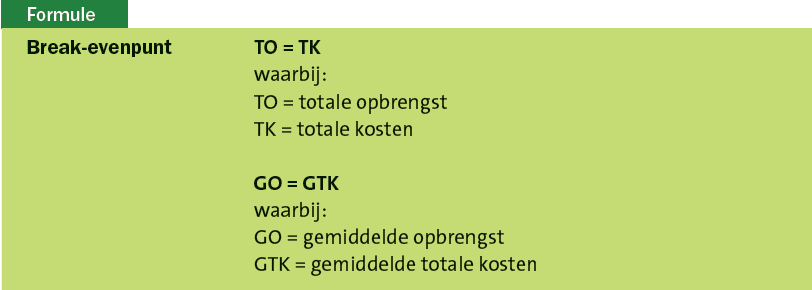 Formule
Break-evenpunt TO = TK
waarbij:
TO = totale opbrengst
TK = totale kosten
GO = GTK
waarbij:
GO = gemiddelde opbrengst
GTK = gemiddelde totale kosten